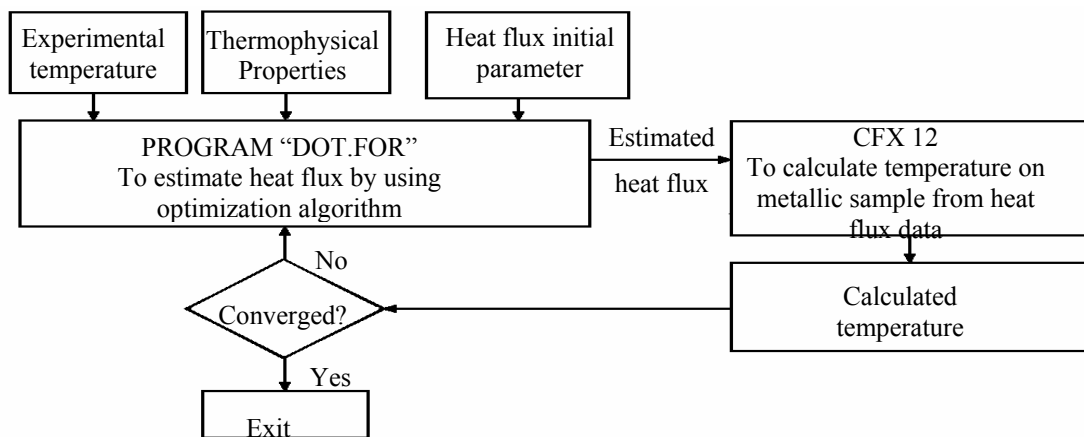 Experimental
temperature
Thermophysical
Properties
Heat flux initial
parameter
PROGRAM “DOT.FOR”
To estimate heat flux by using
optimization algorithm
Estimated
heat flux
CFX 12
To calculate temperature on
metallic sample from heat
flux data
No
Converged?
Calculated
temperature
Yes
Exit